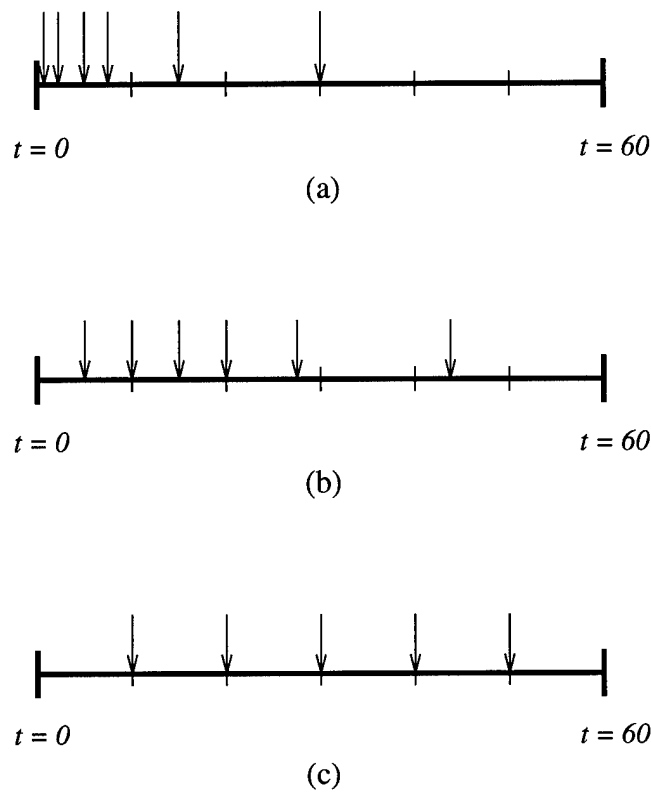 t = 0 t = 60
(a)
t = 0 t = 60
(b)
t = 0 t = 60
(c)